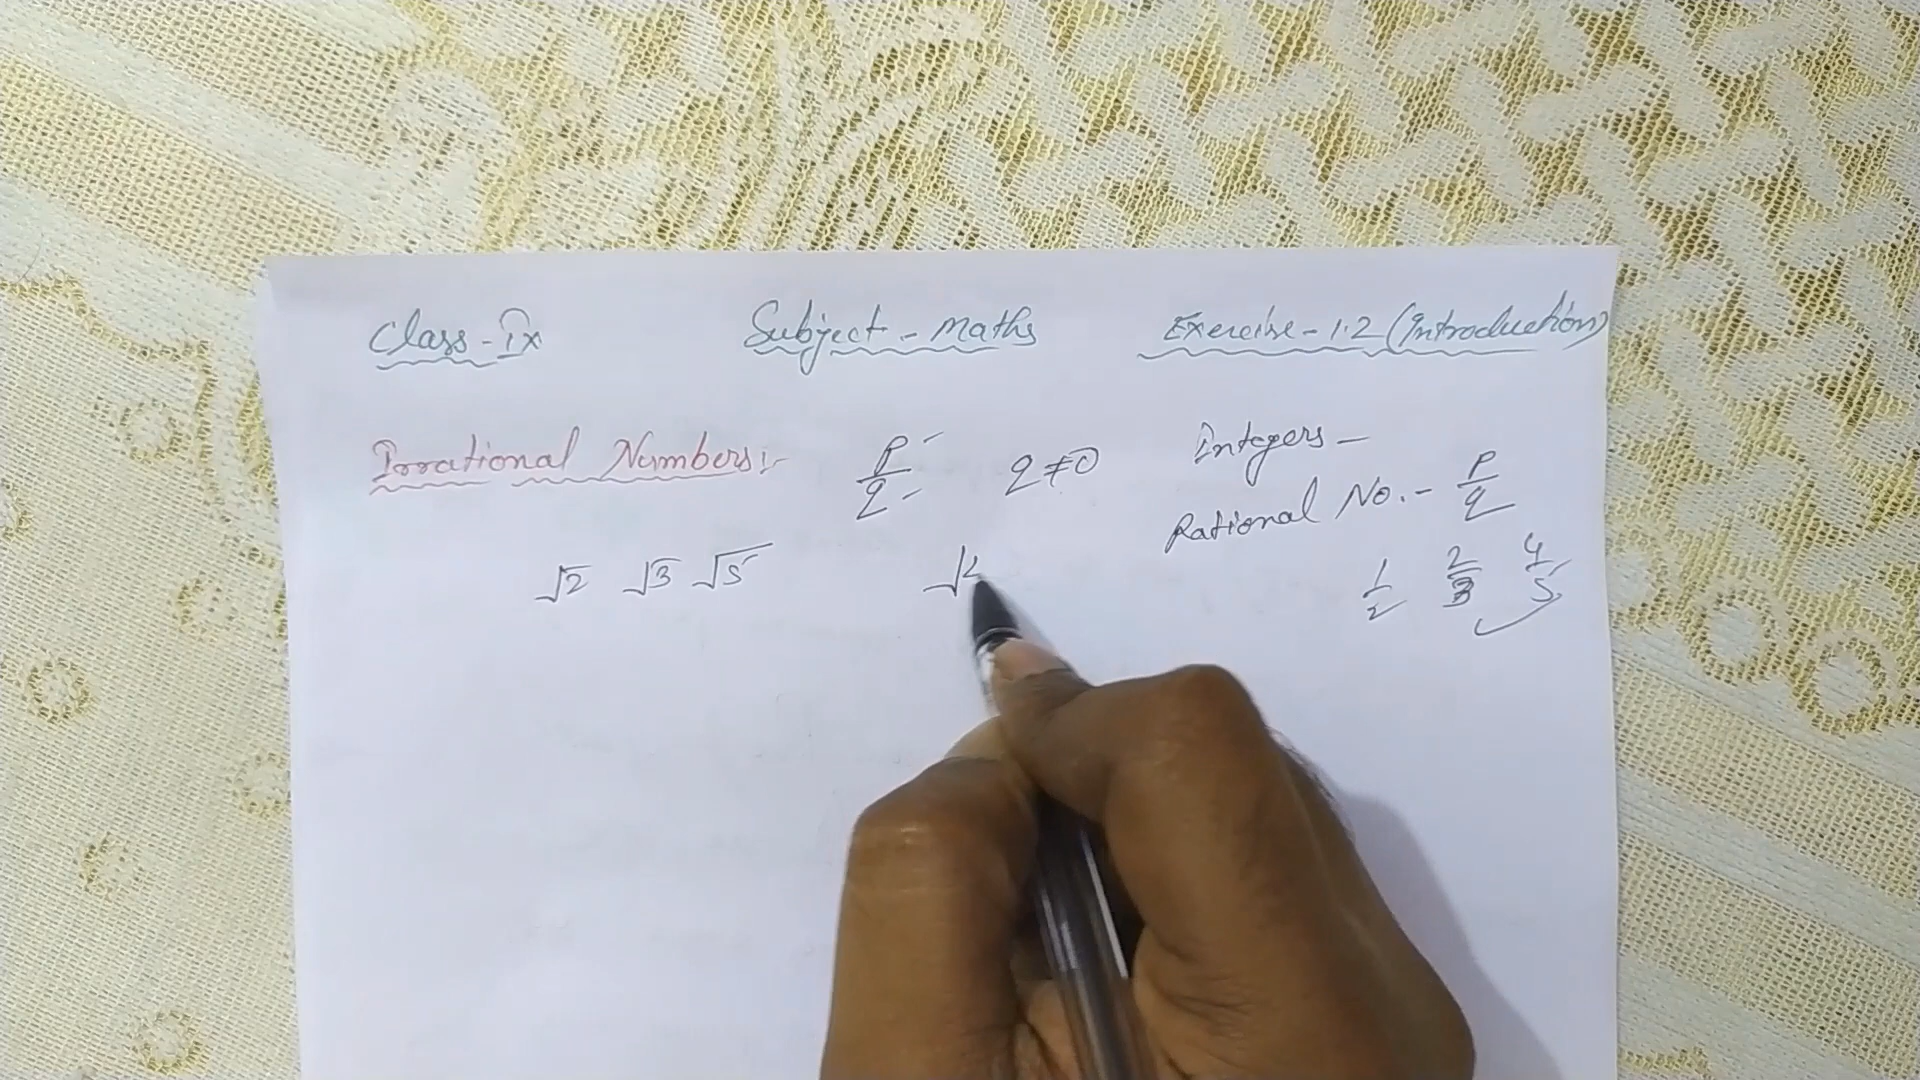 Class - Ix Subject - Maths Exercise - 1.2 (Introduction)
Irrational Numbers :- p/q q ≠ 0 Integers -
Rational No. - p/q
√2 √3 √5 1/2 2/3 4/5